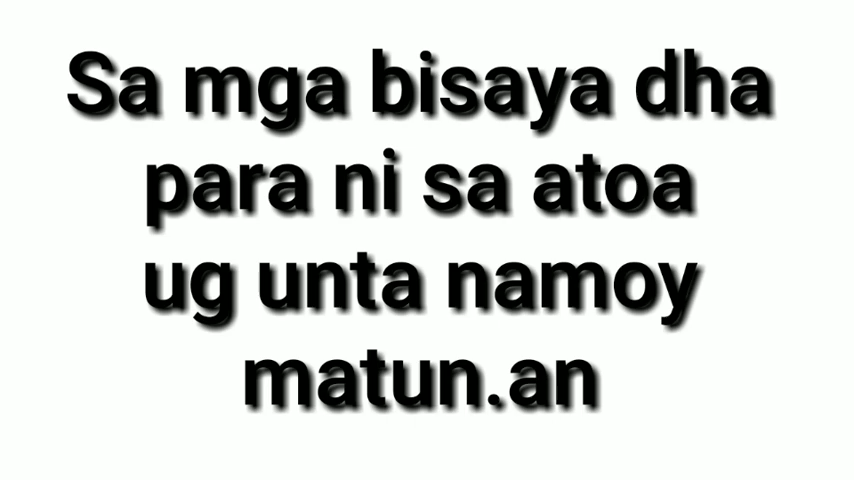 Sa mga bisaya dha
para ni sa atoa
ug unta namoy
matun.an